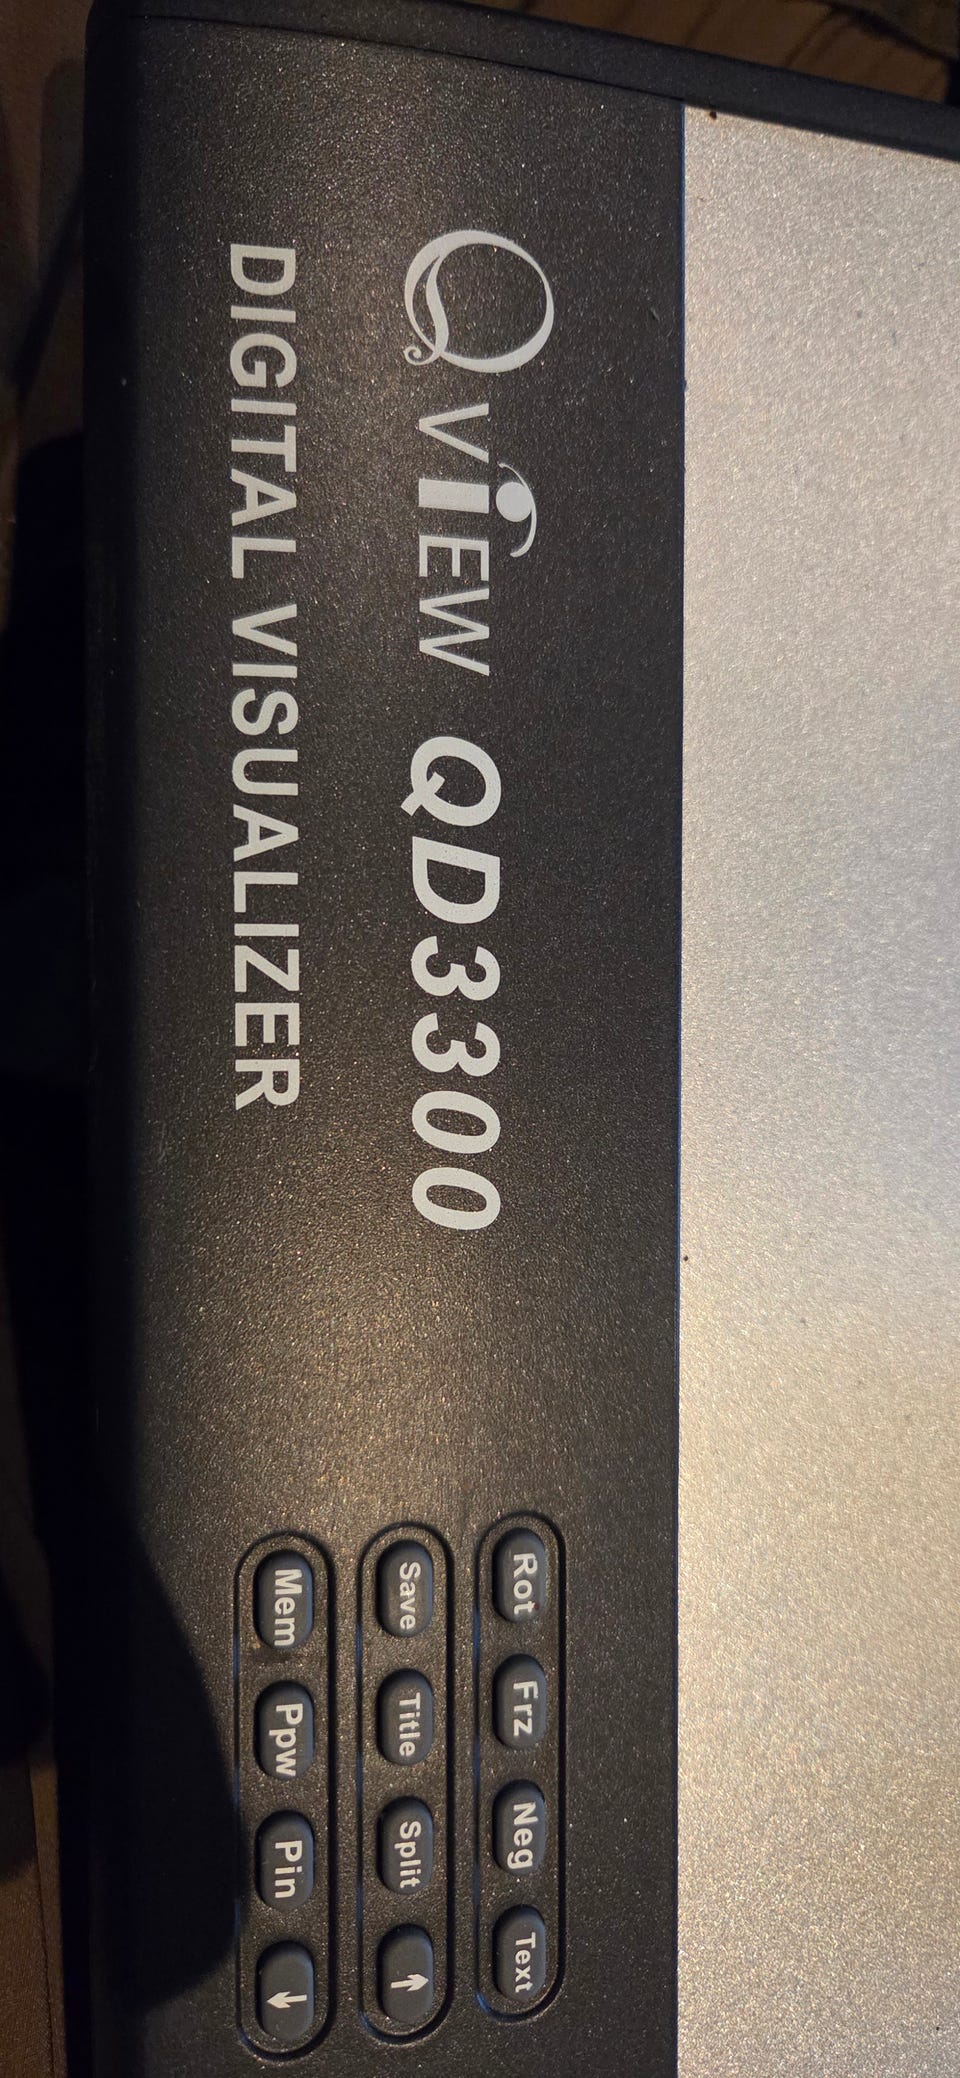 QViEW QD3300
DIGITAL VISUALIZER
Rot Frz Neg Text
Save Title Split ↑
Mem Ppw Pin ↓